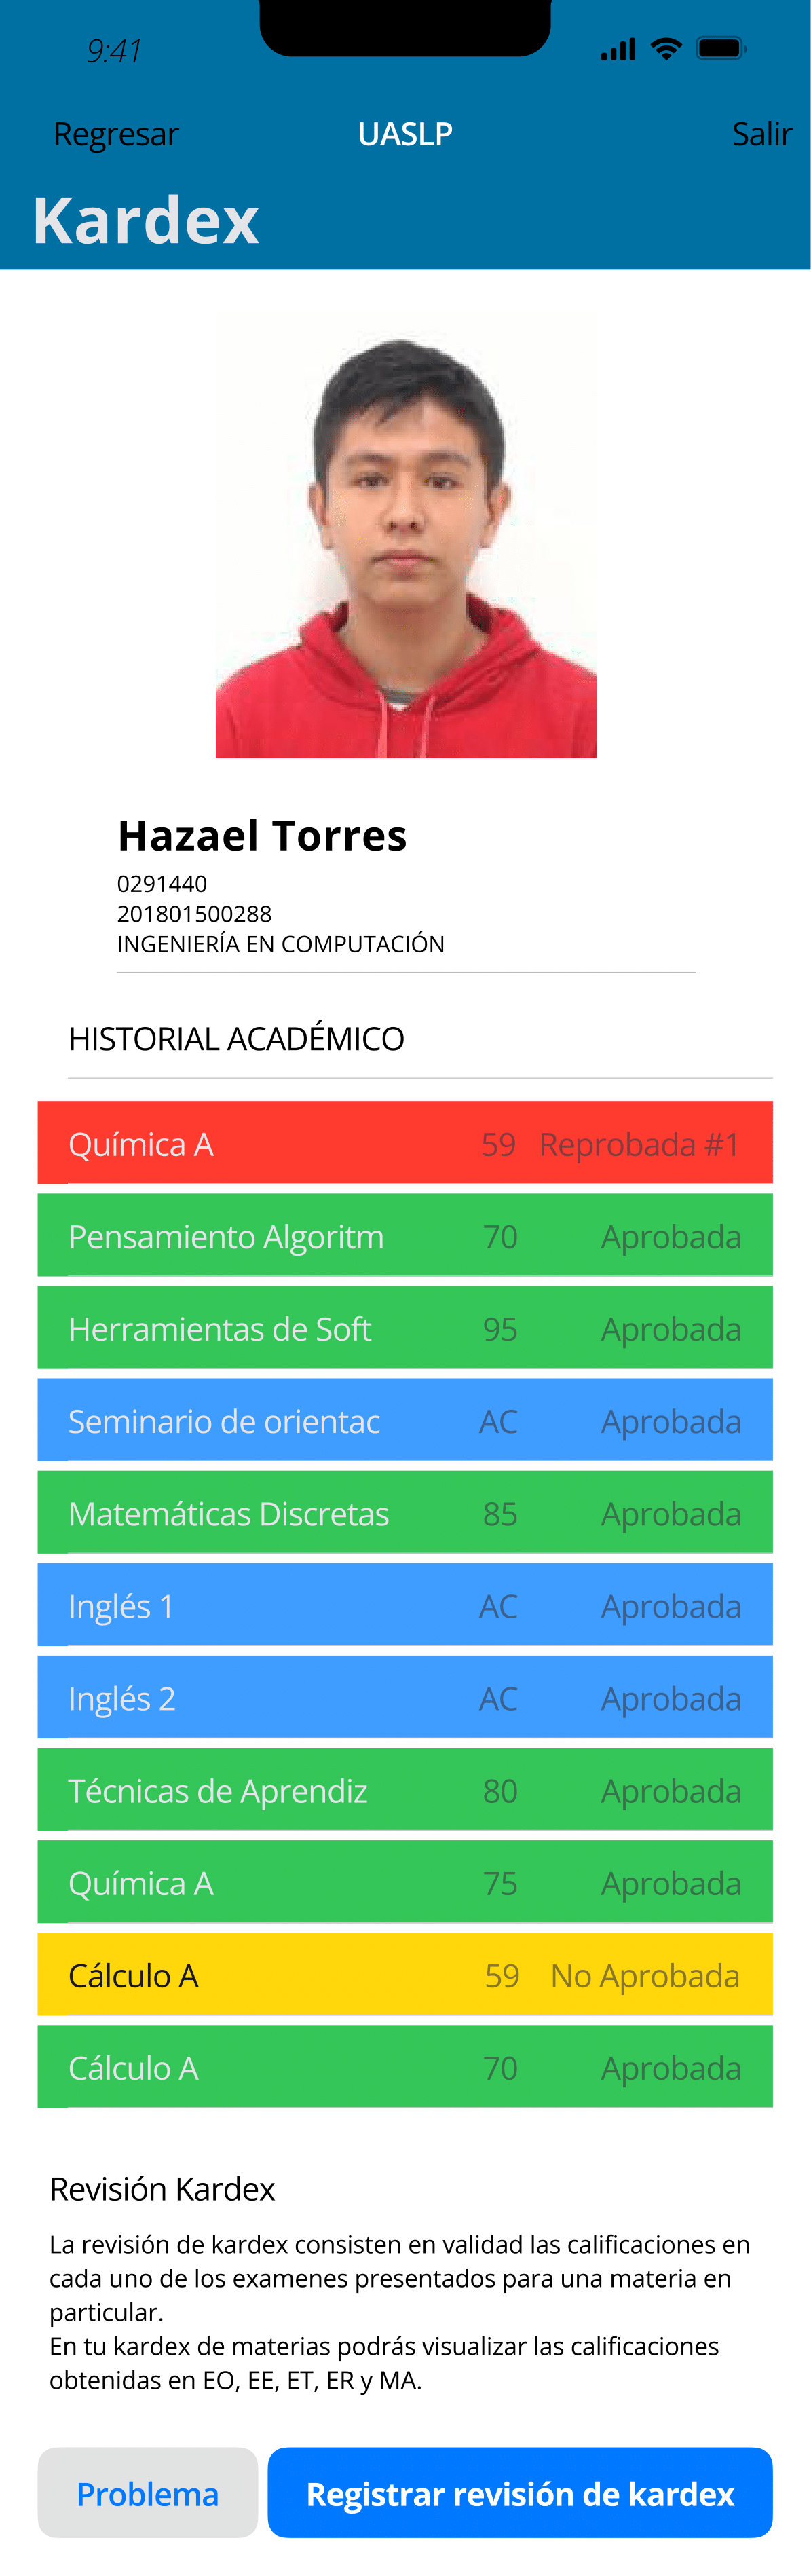 9:41
Regresar UASLP Salir
Kardex
Hazael Torres
0291440
201801500288
INGENIERÍA EN COMPUTACIÓN
HISTORIAL ACADÉMICO
Química A 59 Reprobada #1
Pensamiento Algoritm 70 Aprobada
Herramientas de Soft 95 Aprobada
Seminario de orientac AC Aprobada
Matemáticas Discretas 85 Aprobada
Inglés 1 AC Aprobada
Inglés 2 AC Aprobada
Técnicas de Aprendiz 80 Aprobada
Química A 75 Aprobada
Cálculo A 59 No Aprobada
Cálculo A 70 Aprobada
Revisión Kardex
La revisión de kardex consisten en validad las calificaciones en
cada uno de los examenes presentados para una materia en
particular.
En tu kardex de materias podrás visualizar las calificaciones
obtenidas en EO, EE, ET, ER y MA.
Problema Registrar revisión de kardex